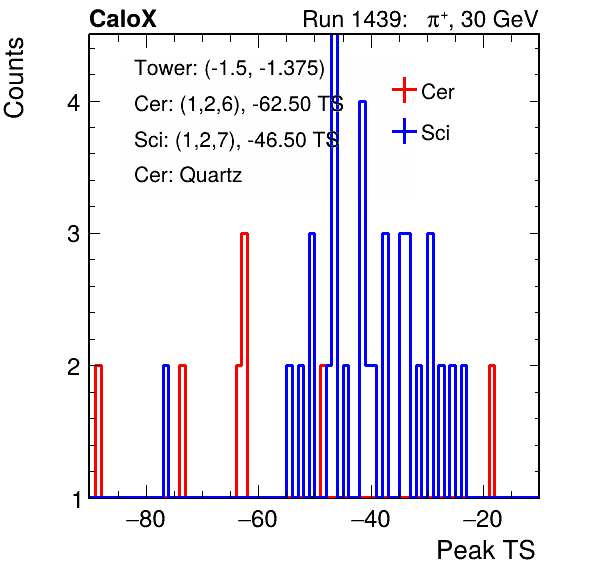 CaloX Run 1439: π⁺, 30 GeV
Counts
Tower: (-1.5, -1.375)
Cer: (1,2,6), -62.50 TS
Sci: (1,2,7), -46.50 TS
Cer: Quartz
Cer
Sci
4
3
2
1
−80 −60 −40 −20
Peak TS